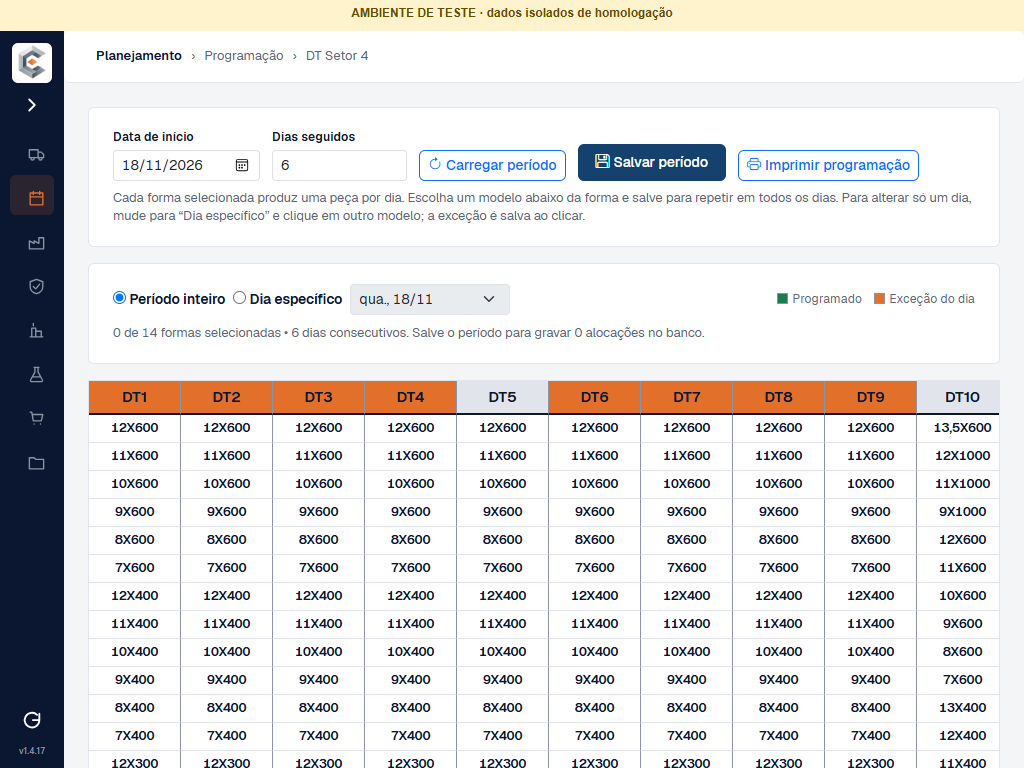 AMBIENTE DE TESTE · dados isolados de homologação
Planejamento › Programação › DT Setor 4
Data de início Dias seguidos
18/11/2026 6 Carregar período Salvar período Imprimir programação
Cada forma selecionada produz uma peça por dia. Escolha um modelo abaixo da forma e salve para repetir em todos os dias. Para alterar só um dia,
mude para “Dia específico” e clique em outro modelo; a exceção é salva ao clicar.
Período inteiro Dia específico qua., 18/11 Programado Exceção do dia
0 de 14 formas selecionadas • 6 dias consecutivos. Salve o período para gravar 0 alocações no banco.
DT1 DT2 DT3 DT4 DT5 DT6 DT7 DT8 DT9 DT10
12X600 12X600 12X600 12X600 12X600 12X600 12X600 12X600 12X600 13,5X600
11X600 11X600 11X600 11X600 11X600 11X600 11X600 11X600 11X600 12X1000
10X600 10X600 10X600 10X600 10X600 10X600 10X600 10X600 10X600 11X1000
9X600 9X600 9X600 9X600 9X600 9X600 9X600 9X600 9X600 9X1000
8X600 8X600 8X600 8X600 8X600 8X600 8X600 8X600 8X600 12X600
7X600 7X600 7X600 7X600 7X600 7X600 7X600 7X600 7X600 11X600
12X400 12X400 12X400 12X400 12X400 12X400 12X400 12X400 12X400 10X600
11X400 11X400 11X400 11X400 11X400 11X400 11X400 11X400 11X400 9X600
10X400 10X400 10X400 10X400 10X400 10X400 10X400 10X400 10X400 8X600
9X400 9X400 9X400 9X400 9X400 9X400 9X400 9X400 9X400 7X600
8X400 8X400 8X400 8X400 8X400 8X400 8X400 8X400 8X400 13X400
7X400 7X400 7X400 7X400 7X400 7X400 7X400 7X400 7X400 12X400
12X300 12X300 12X300 12X300 12X300 12X300 12X300 12X300 12X300 11X400
v1.4.17